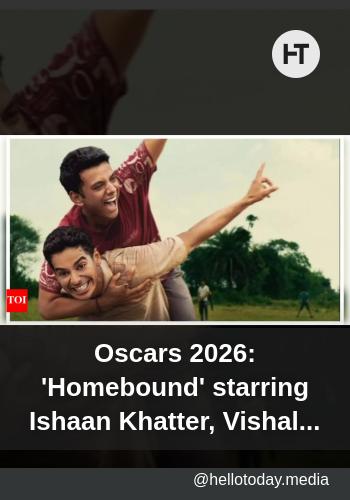 HT
TOI
Oscars 2026:
'Homebound' starring
Ishaan Khatter, Vishal...
@hellotoday.media